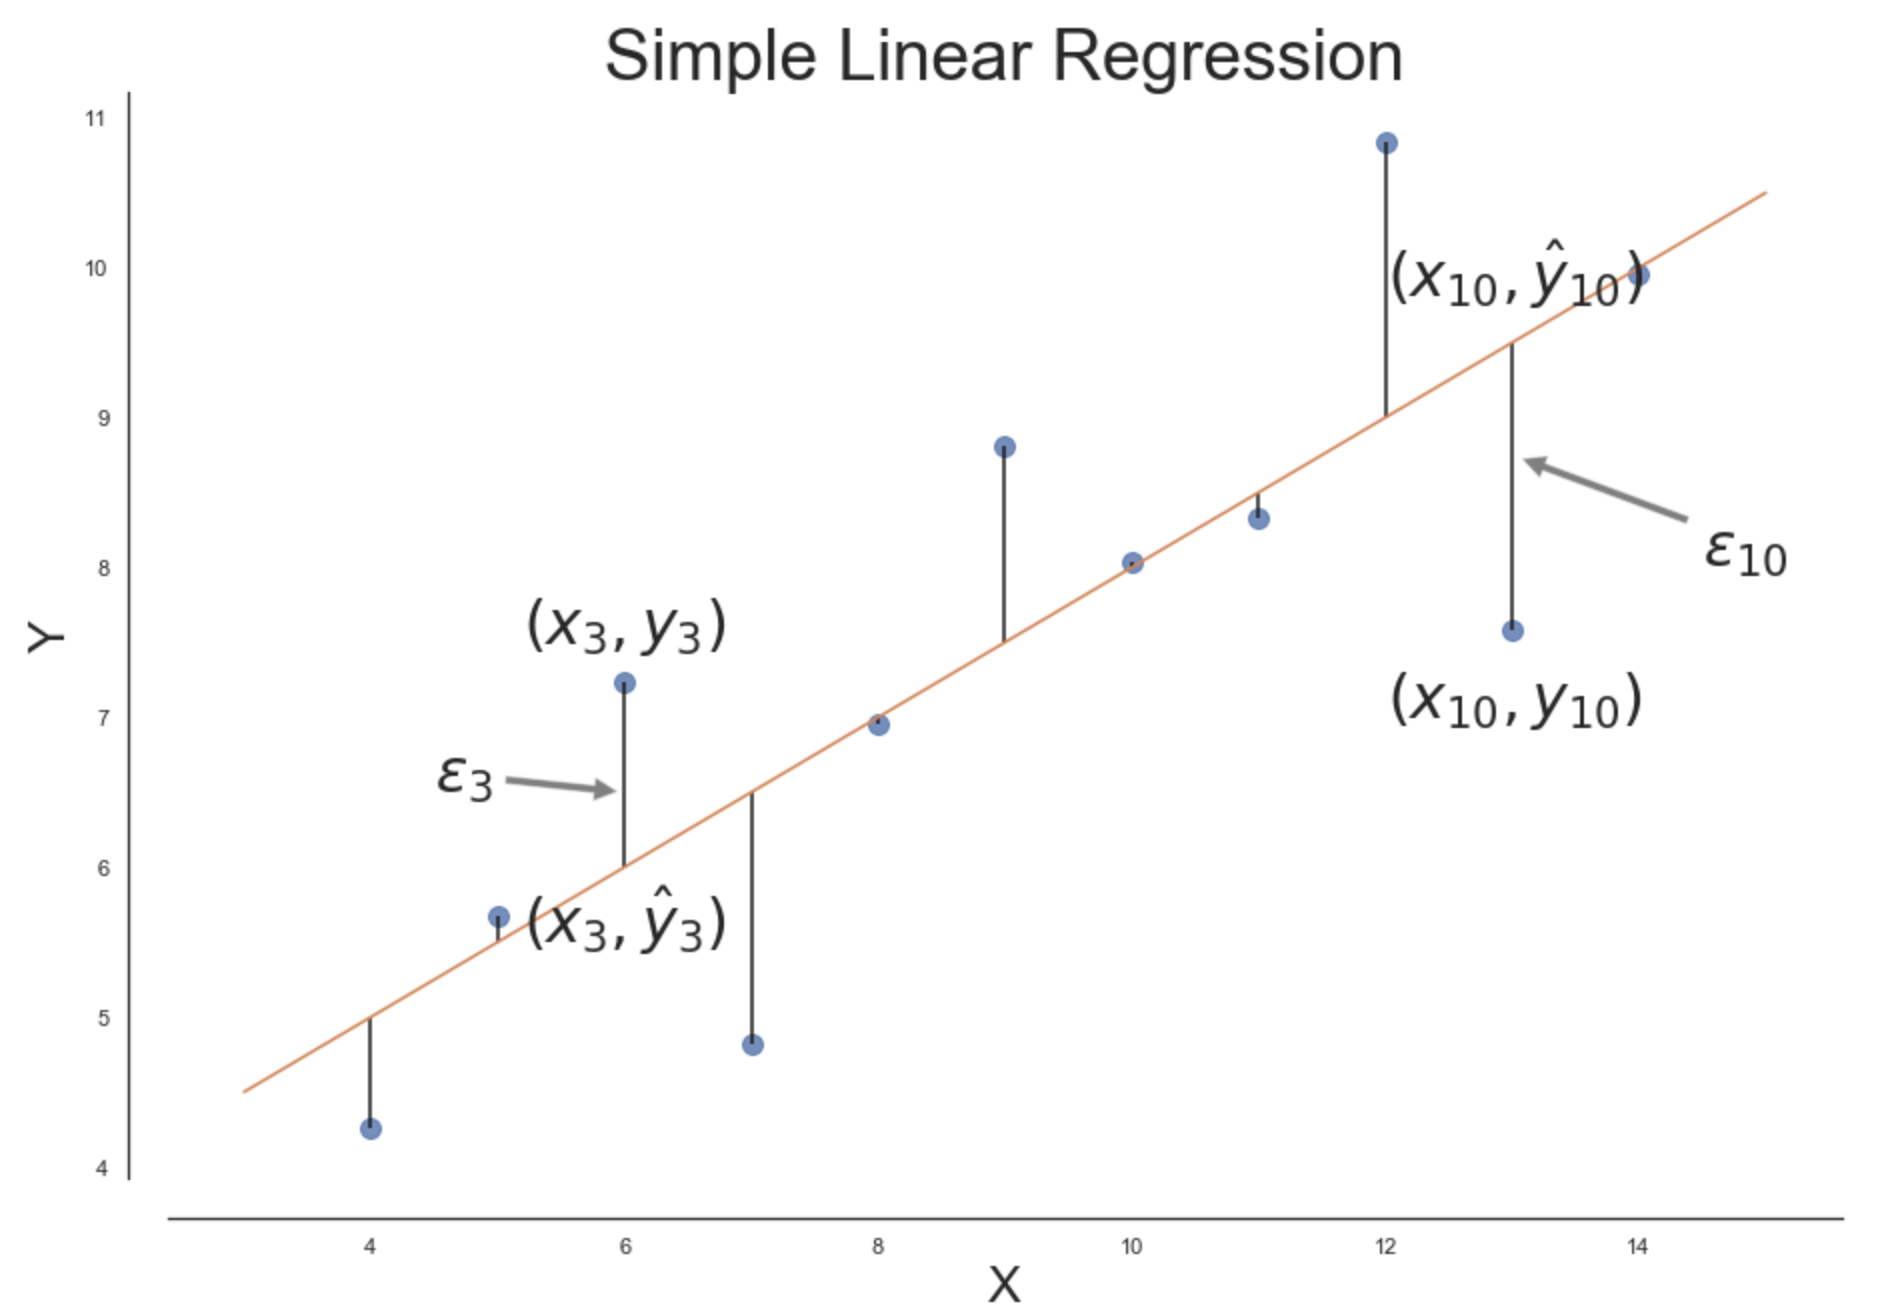 Simple Linear Regression
11
10
9
8
7
6
5
4
Y
(x₁₀, ŷ₁₀)
ε₁₀
(x₃, y₃)
(x₁₀, y₁₀)
ε₃
(x₃, ŷ₃)
4 6 8 10 12 14
X